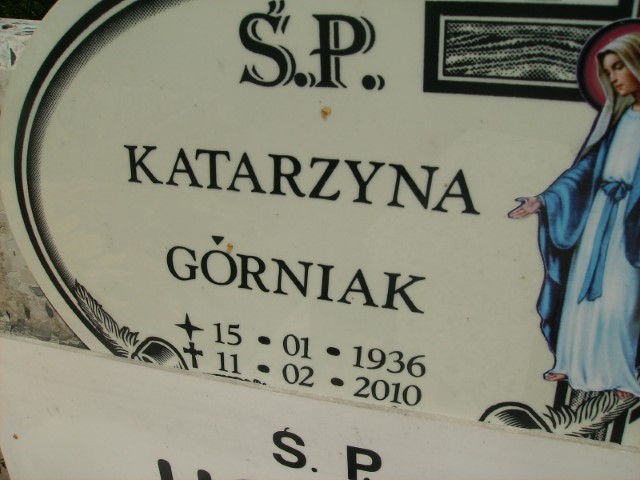 Ś.P.
KATARZYNA
GÓRNIAK
15 • 01 • 1936
11 • 02 • 2010
Ś. P.